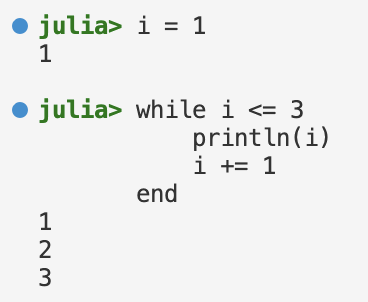 julia> i = 1
1
julia> while i <= 3
           println(i)
           i += 1
       end
1
2
3